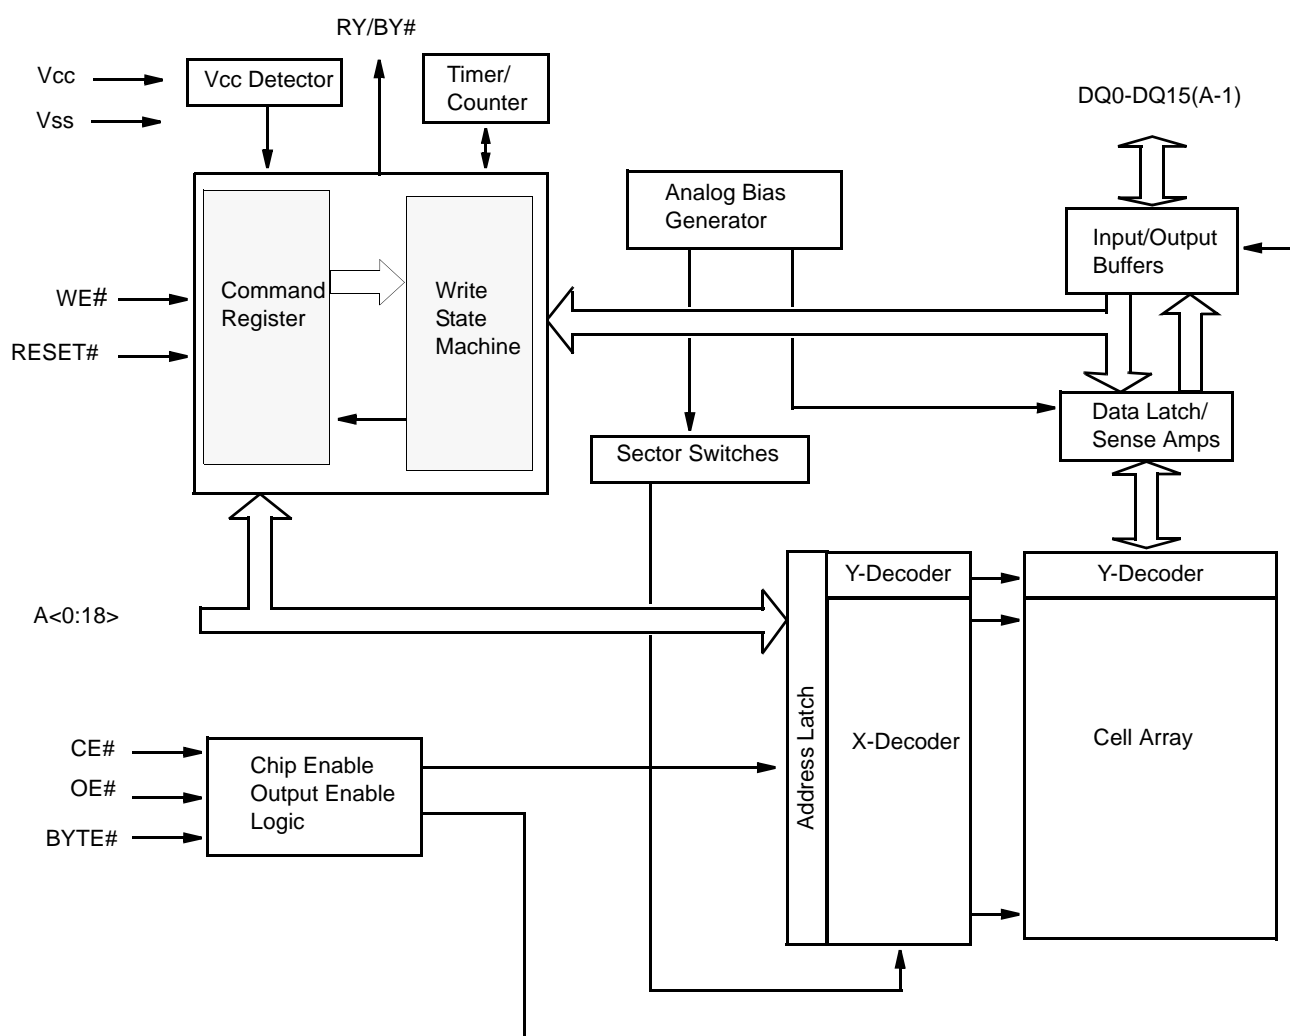 RY/BY#
Vcc
Vss
Vcc Detector
Timer/
Counter
DQ0-DQ15(A-1)
Analog Bias
Generator
Input/Output
Buffers
WE#
RESET#
Command
Register
Write
State
Machine
Data Latch/
Sense Amps
Sector Switches
Y-Decoder
Y-Decoder
A<0:18>
Address Latch
X-Decoder
Cell Array
CE#
OE#
BYTE#
Chip Enable
Output Enable
Logic